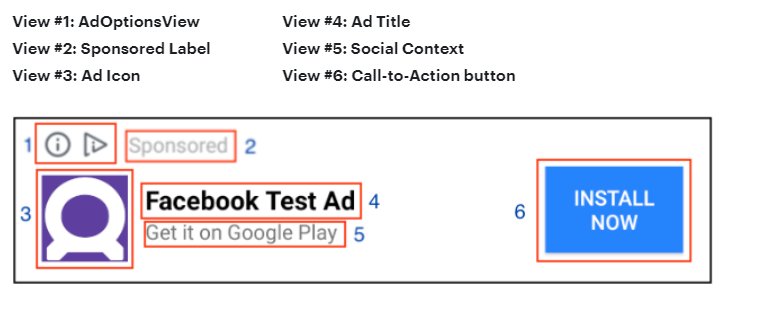 View #1: AdOptionsView
View #2: Sponsored Label
View #3: Ad Icon
View #4: Ad Title
View #5: Social Context
View #6: Call-to-Action button
1
Sponsored 2
3
Facebook Test Ad 4
Get it on Google Play 5
6
INSTALL
NOW